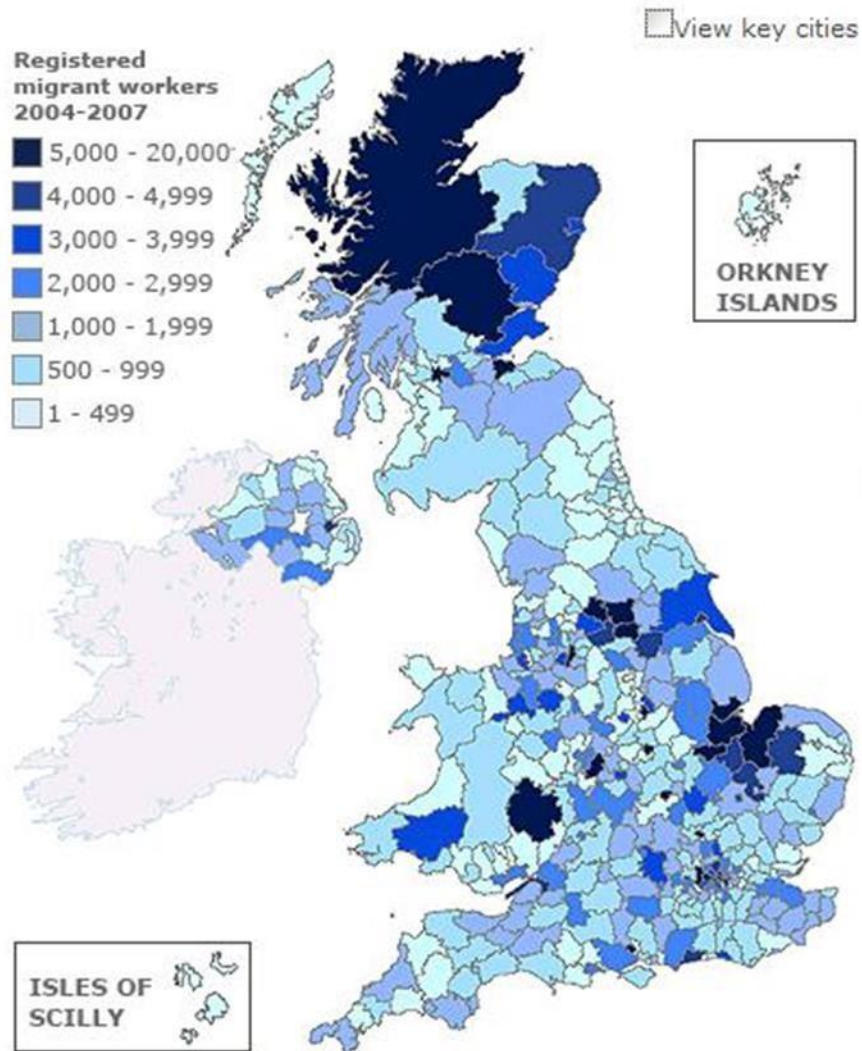 View key cities
Registered
migrant workers
2004-2007
5,000 - 20,000
4,000 - 4,999
3,000 - 3,999
2,000 - 2,999
1,000 - 1,999
500 - 999
1 - 499
ORKNEY
ISLANDS
ISLES OF
SCILLY